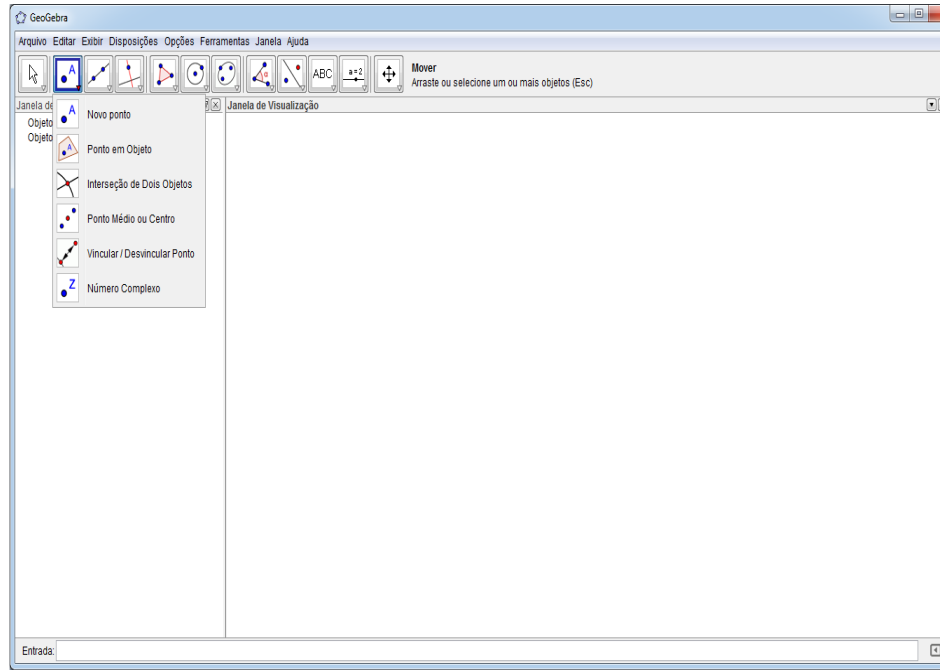 GeoGebra
Arquivo Editar Exibir Disposições Opções Ferramentas Janela Ajuda
A
α
ABC
a=2
Mover
Arraste ou selecione um ou mais objetos (Esc)
Janela de
Janela de Visualização
Objeto
Objeto
A Novo ponto
A Ponto em Objeto
Interseção de Dois Objetos
Ponto Médio ou Centro
Vincular / Desvincular Ponto
Z Número Complexo
Entrada: